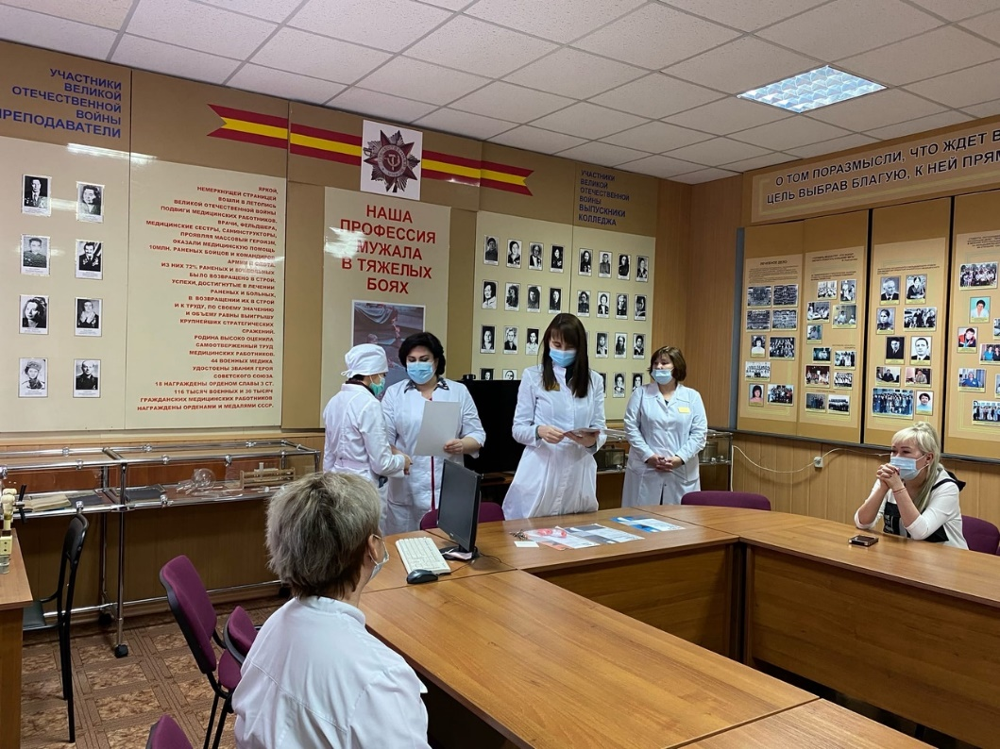 УЧАСТНИКИ
ВЕЛИКОЙ
ОТЕЧЕСТВЕННОЙ
ВОЙНЫ
ПРЕПОДАВАТЕЛИ
ЯРКОЙ,
НЕМЕРКНУЩЕЙ СТРАНИЦЕЙ
ВОШЛИ В ЛЕТОПИСЬ
ВЕЛИКОЙ ОТЕЧЕСТВЕННОЙ ВОЙНЫ
ПОДВИГИ МЕДИЦИНСКИХ РАБОТНИКОВ.
ВРАЧИ, ФЕЛЬДШЕРА,
МЕДИЦИНСКИЕ СЕСТРЫ, САНИНСТРУКТОРЫ,
ПРОЯВЛЯЯ МАССОВЫЙ ГЕРОИЗМ,
ОКАЗАЛИ МЕДИЦИНСКУЮ ПОМОЩЬ
10МЛН. РАНЕНЫХ БОЙЦОВ И КОМАНДИРОВ
АРМИИ И ФЛОТА.
ИЗ НИХ 72% РАНЕНЫХ И
БЫЛО ВОЗВРАЩЕНО В СТРОЙ.
УСПЕХИ, ДОСТИГНУТЫЕ В ЛЕЧЕНИИ
РАНЕНЫХ И БОЛЬНЫХ,
В ВОЗВРАЩЕНИИ ИХ В СТРОЙ
И К ТРУДУ, ПО СВОЕМУ ЗНАЧЕНИЮ
И ОБЪЕМУ РАВНЫ ВЫИГРЫШУ
КРУПНЕЙШИХ СТРАТЕГИЧЕСКИХ
СРАЖЕНИЙ.
РОДИНА ВЫСОКО ОЦЕНИЛА
САМООТВЕРЖЕННЫЙ ТРУД
МЕДИЦИНСКИХ РАБОТНИКОВ.
44 ВОЕННЫХ МЕДИКА
УДОСТОЕНЫ ЗВАНИЯ ГЕРОЯ
СОВЕТСКОГО СОЮЗА
18 НАГРАЖДЕНЫ ОРДЕНОМ СЛАВЫ 3 СТ.
116 ТЫСЯЧ ВОЕННЫХ И 30 ТЫСЯЧ
ГРАЖДАНСКИХ МЕДИЦИНСКИХ РАБОТНИКОВ
НАГРАЖДЕНЫ ОРДЕНАМИ И МЕДАЛЯМИ СССР.
НАША
ПРОФЕССИЯ
МУЖАЛА
В ТЯЖЕЛЫХ
БОЯХ
УЧАСТНИКИ
ВЕЛИКОЙ
ОТЕЧЕСТВЕННОЙ
ВОЙНЫ
ВЫПУСКНИКИ
КОЛЛЕДЖА
О ТОМ ПОРАЗМЫСЛИ, ЧТО ЖДЕТ В
ЦЕЛЬ ВЫБРАВ БЛАГУЮ, К НЕЙ ПРЯМ